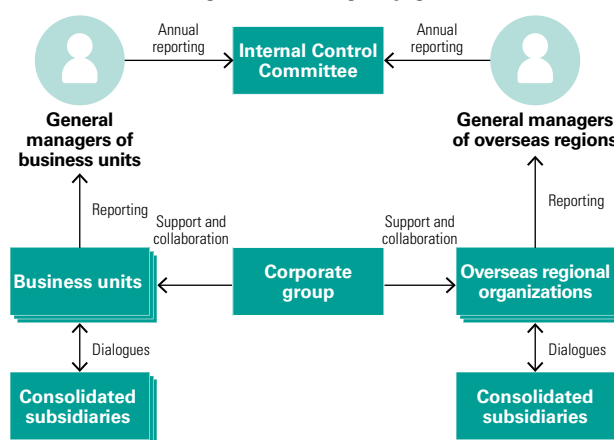 Annual
reporting
Internal Control
Committee
Annual
reporting
General
managers of
business units
General managers
of overseas regions
Reporting
Support and
collaboration
Support and
collaboration
Reporting
Business units
Corporate
group
Overseas regional
organizations
Dialogues
Dialogues
Consolidated
subsidiaries
Consolidated
subsidiaries